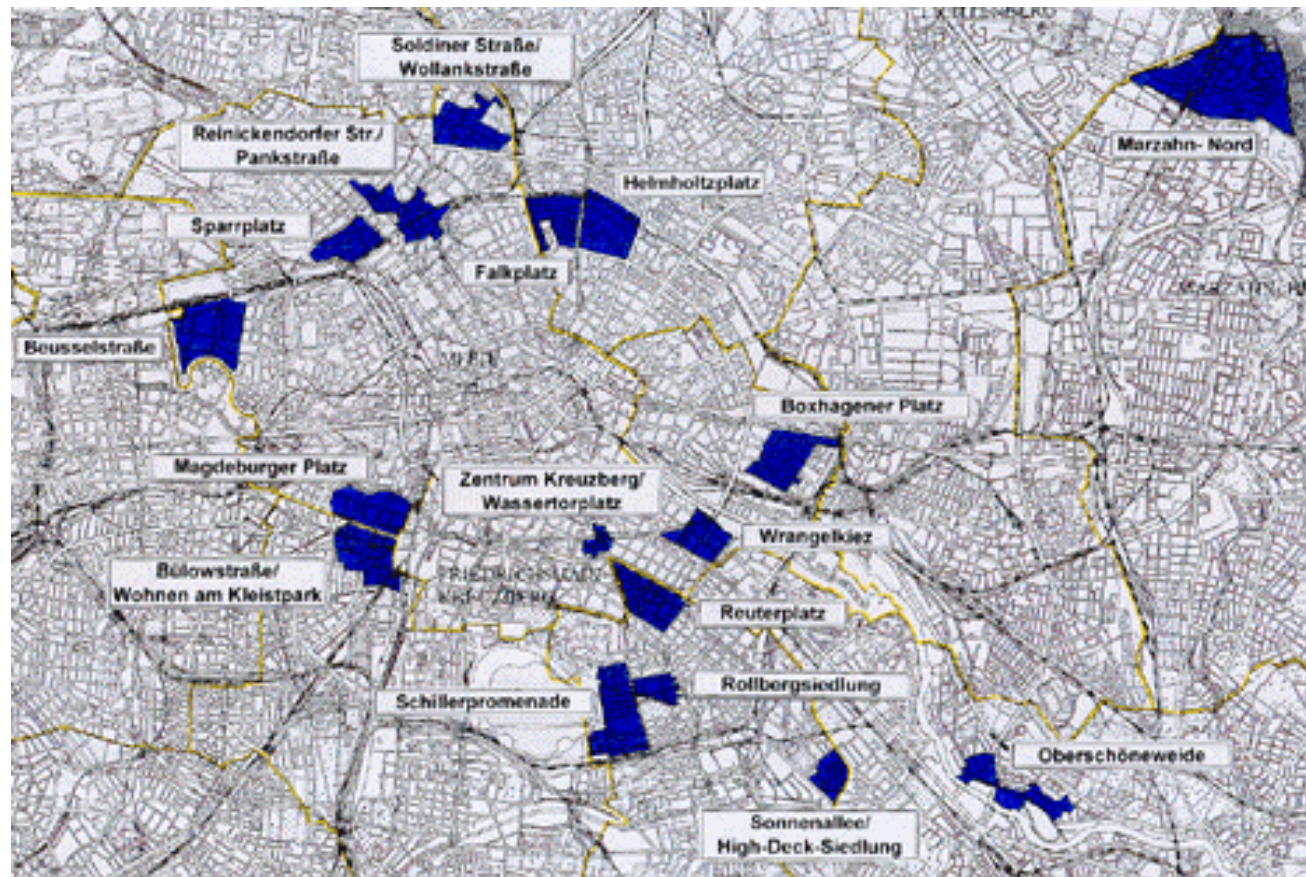 Soldiner Straße/
Wollankstraße
Reinickendorfer Str./
Pankstraße
Marzahn- Nord
Helmholtzplatz
Sparrplatz
Falkplatz
Beusselstraße
MITTE
Boxhagener Platz
Magdeburger Platz
Zentrum Kreuzberg/
Wassertorplatz
Wrangelkiez
Bülowstraße/
Wohnen am Kleistpark
Reuterplatz
Rollbergsiedlung
Schillerpromenade
Oberschöneweide
Sonnenallee/
High-Deck-Siedlung